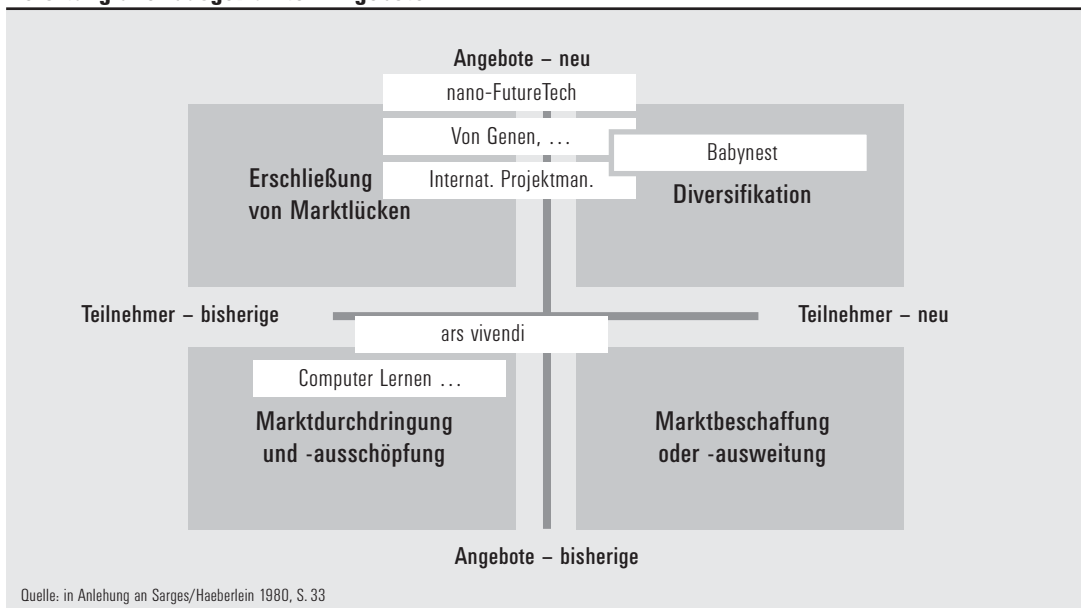 Angebote – neu
nano-FutureTech
Von Genen, …
Babynest
Internat. Projektman.
Erschließung
von Marktlücken
Diversifikation
Teilnehmer – bisherige
Teilnehmer – neu
ars vivendi
Computer Lernen …
Marktdurchdringung
und -ausschöpfung
Marktbeschaffung
oder -ausweitung
Angebote – bisherige
Quelle: in Anlehung an Sarges/Haeberlein 1980, S. 33